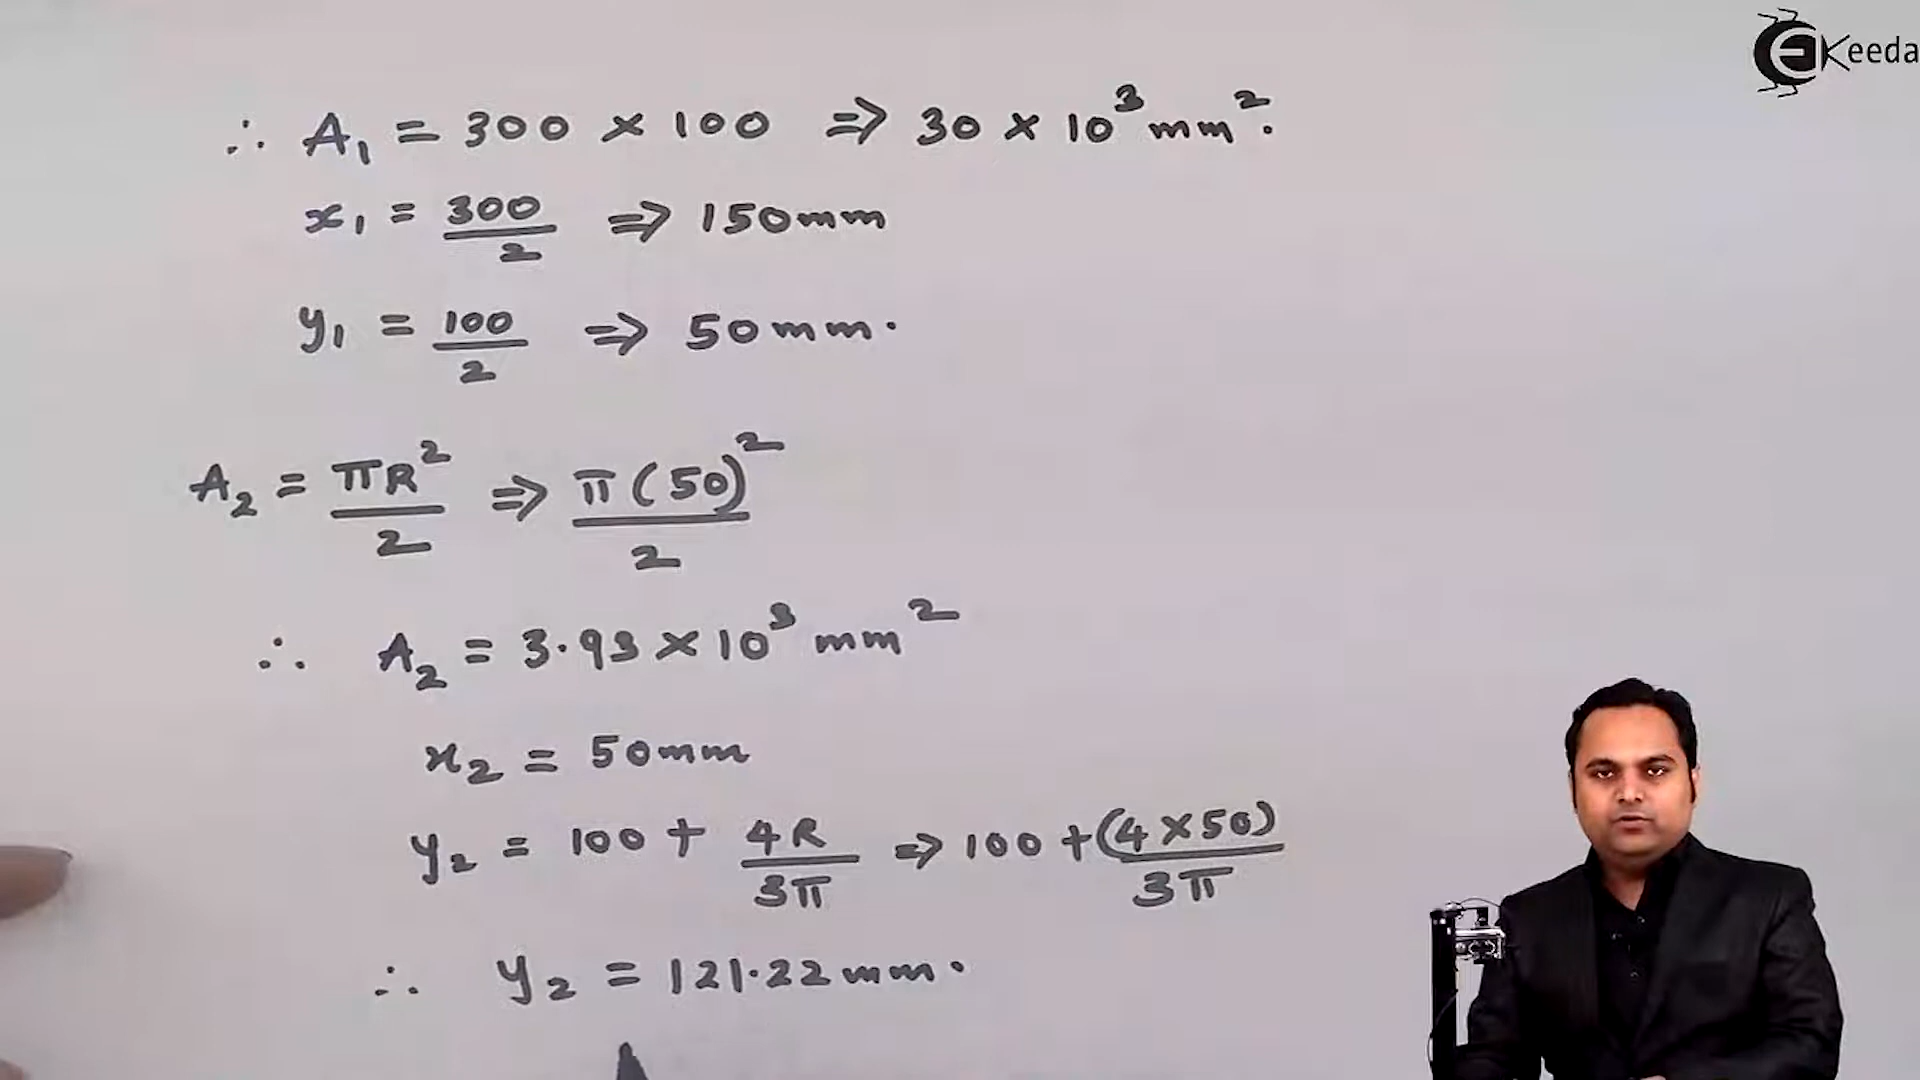 EKeeda
∴ A₁ = 300 × 100 ⇒ 30 × 10³ mm².
x₁ = 300/2 ⇒ 150mm
y₁ = 100/2 ⇒ 50mm.
A₂ = πR²/2 ⇒ π(50)²/2
∴ A₂ = 3.93 × 10³ mm²
x₂ = 50mm
y₂ = 100 + 4R/3π ⇒ 100 + (4×50)/3π
∴ y₂ = 121.22mm.